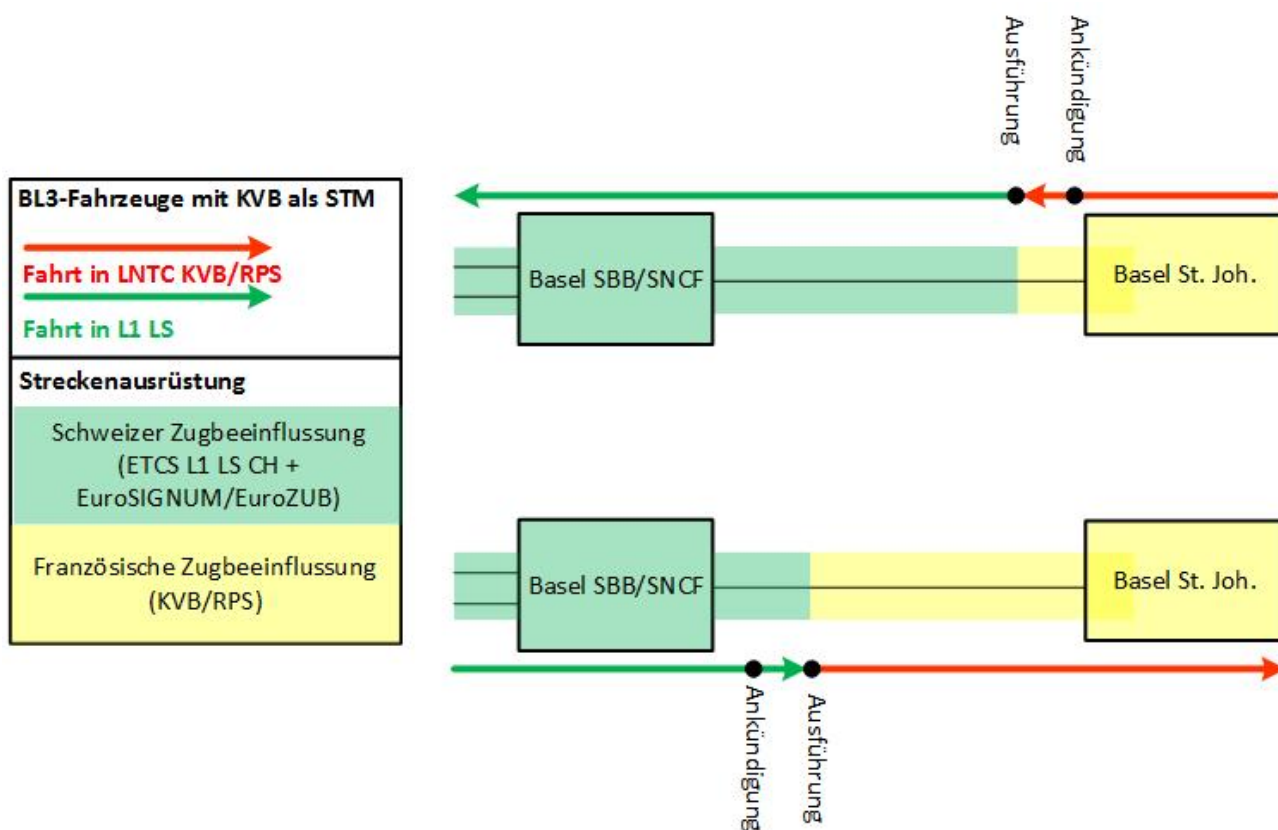 Ausführung
Ankündigung
BL3-Fahrzeuge mit KVB als STM
Fahrt in LNTC KVB/RPS
Fahrt in L1 LS
Streckenausrüstung
Schweizer Zugbeeinflussung
(ETCS L1 LS CH +
EuroSIGNUM/EuroZUB)
Französische Zugbeeinflussung
(KVB/RPS)
Basel SBB/SNCF
Basel St. Joh.
Basel SBB/SNCF
Basel St. Joh.
Ankündigung
Ausführung